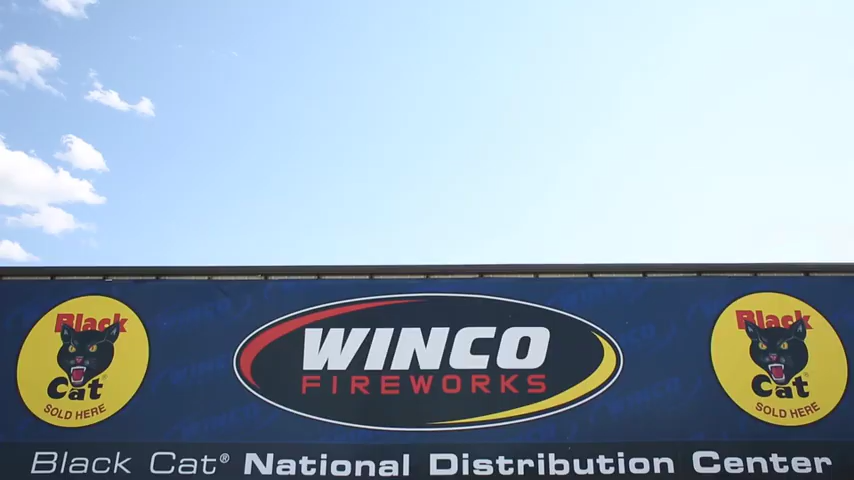 Black
Cat®
SOLD HERE
WINCO
FIREWORKS
Black
Cat®
SOLD HERE
Black Cat® National Distribution Center